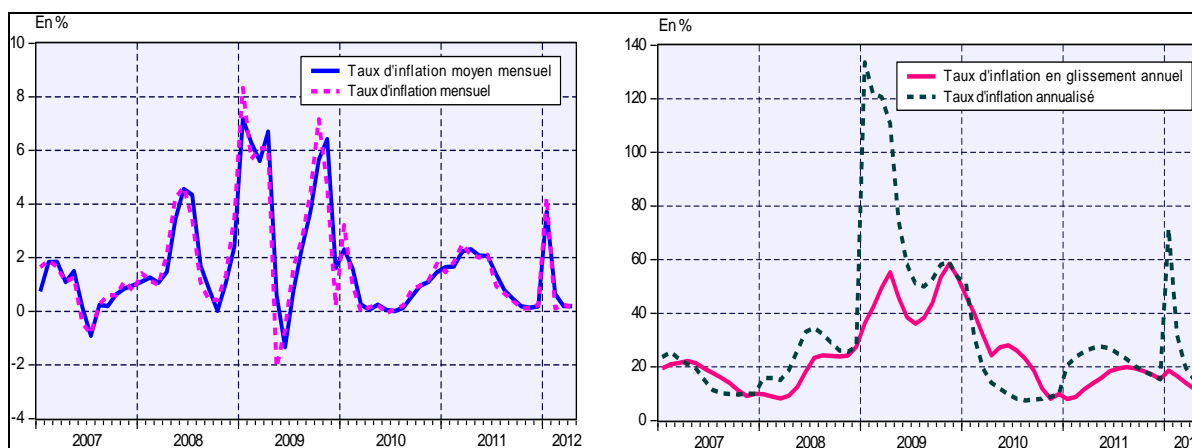 En %
10
8
6
4
2
0
-2
-4
Taux d'inflation moyen mensuel
Taux d'inflation mensuel
2007 2008 2009 2010 2011 2012
En %
140
120
100
80
60
40
20
0
Taux d'inflation en glissement annuel
Taux d'inflation annualisé
2007 2008 2009 2010 2011 201